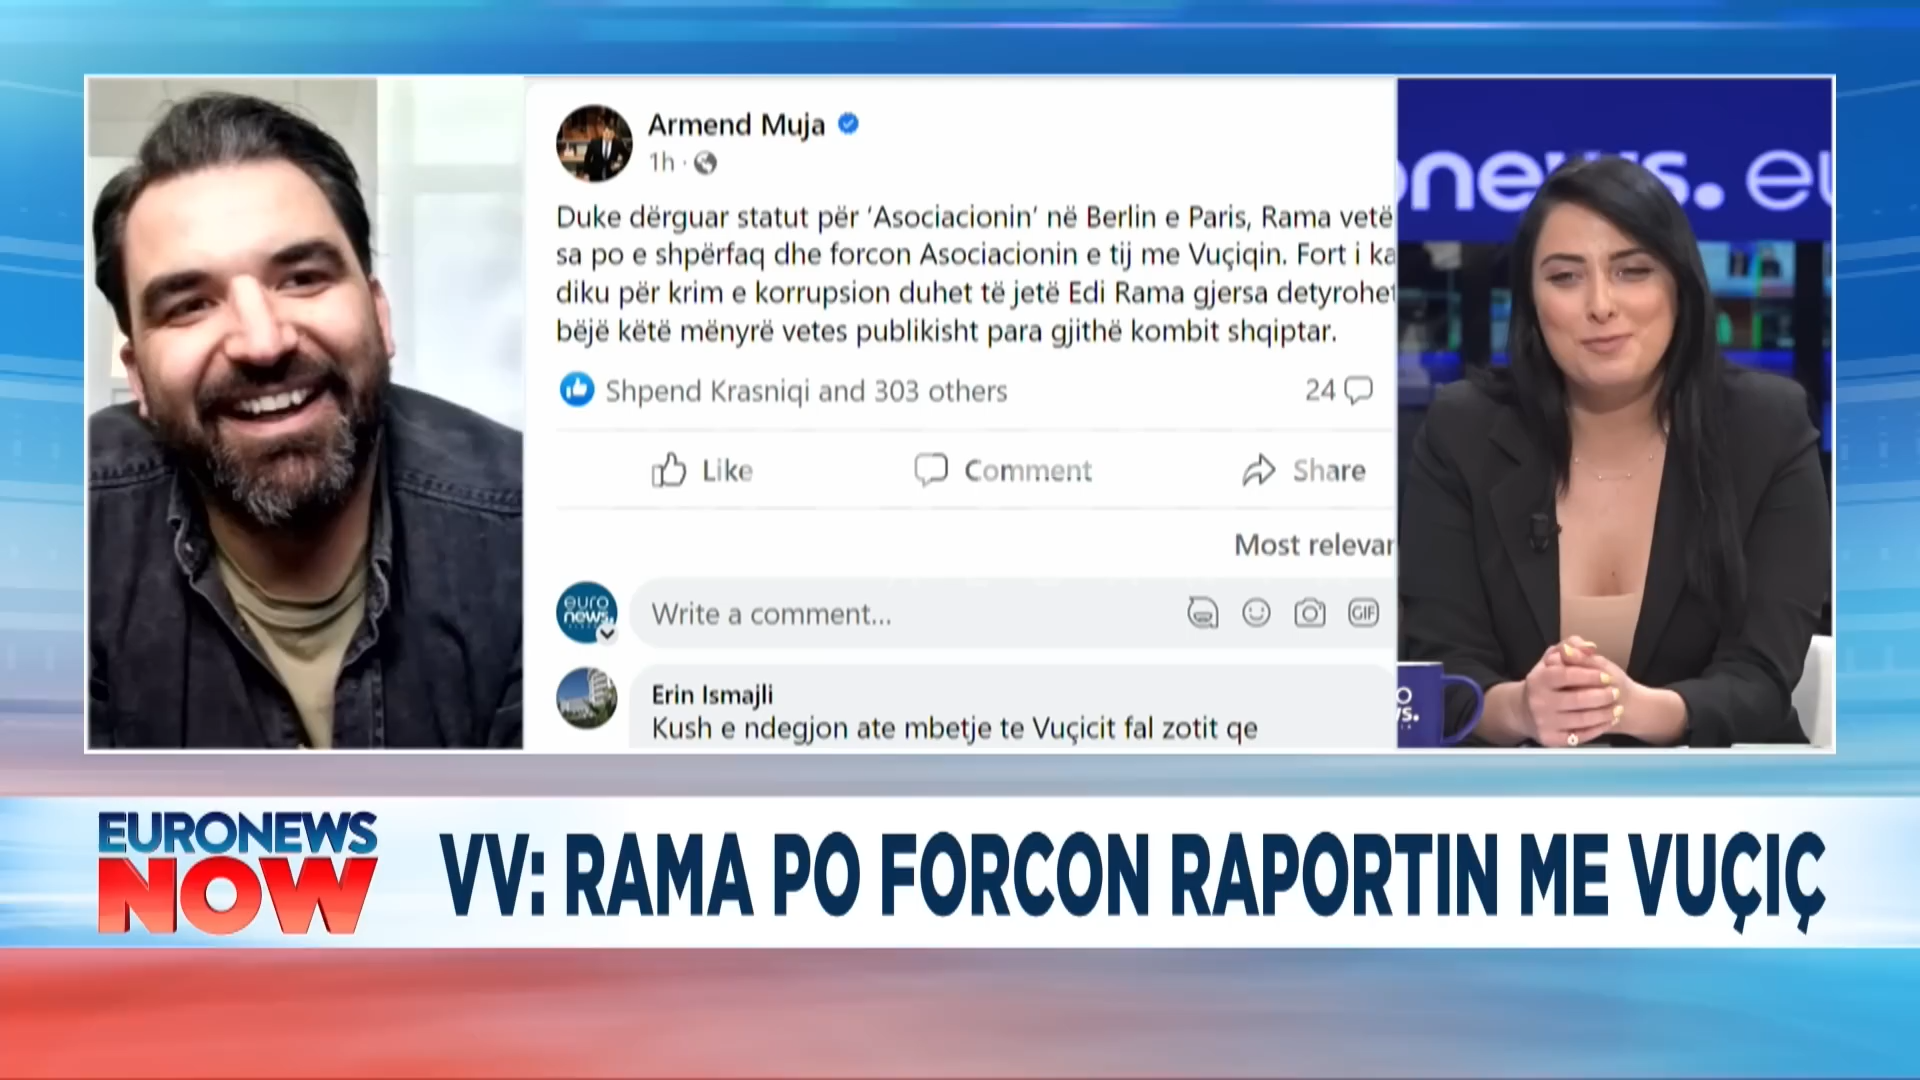 Armend Muja
1h ·
Duke dërguar statut për ‘Asociacionin’ në Berlin e Paris, Rama vetë
sa po e shpërfaq dhe forcon Asociacionin e tij me Vuçiqin. Fort i ka
diku për krim e korrupsion duhet të jetë Edi Rama gjersa detyrohet
bëjë këtë mënyrë vetes publikisht para gjithë kombit shqiptar.
Shpend Krasniqi and 303 others
24
Like
Comment
Share
Most relevan
euro
news.
Write a comment...
GIF
Erin Ismajli
Kush e ndegjon ate mbetje te Vuçicit fal zotit qe
onews. eu
o
s.
EURONEWS
NOW
VV: RAMA PO FORCON RAPORTIN ME VUÇIÇ